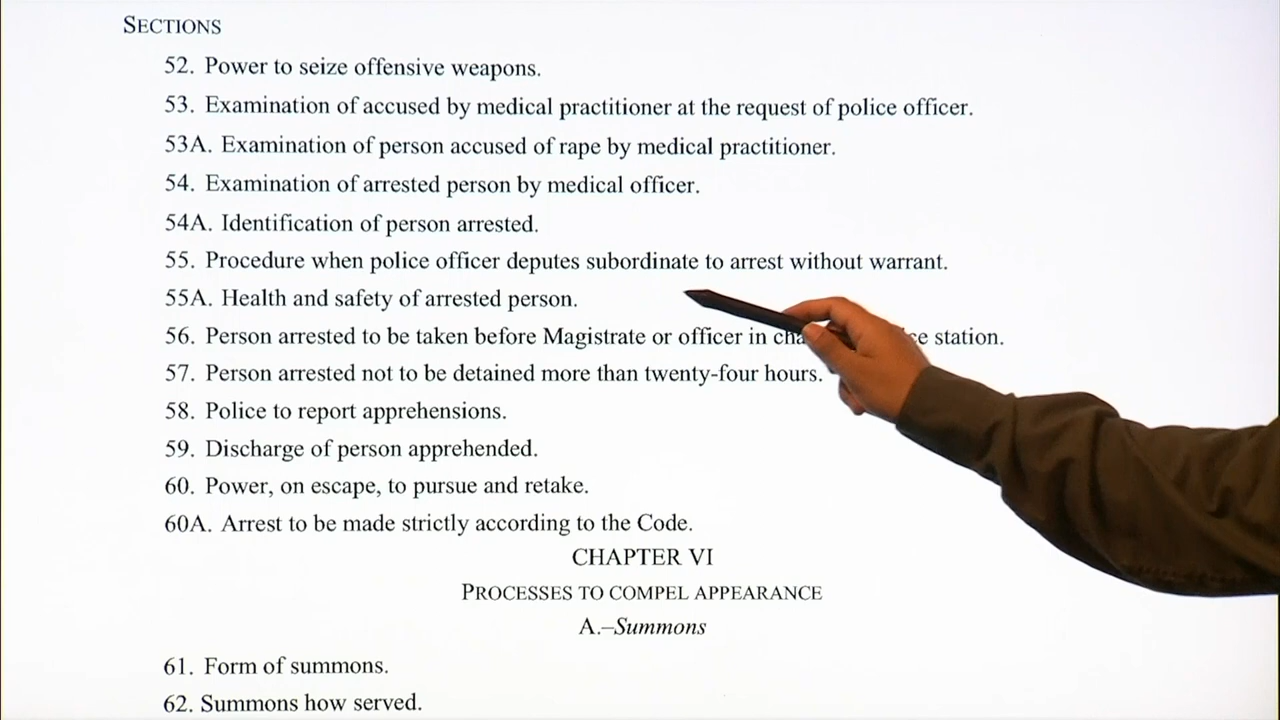 SECTIONS
52. Power to seize offensive weapons.
53. Examination of accused by medical practitioner at the request of police officer.
53A. Examination of person accused of rape by medical practitioner.
54. Examination of arrested person by medical officer.
54A. Identification of person arrested.
55. Procedure when police officer deputes subordinate to arrest without warrant.
55A. Health and safety of arrested person.
56. Person arrested to be taken before Magistrate or officer in station.
57. Person arrested not to be detained more than twenty-four hours.
58. Police to report apprehensions.
59. Discharge of person apprehended.
60. Power, on escape, to pursue and retake.
60A. Arrest to be made strictly according to the Code.
CHAPTER VI
PROCESSES TO COMPEL APPEARANCE
A.–Summons
61. Form of summons.
62. Summons how served.